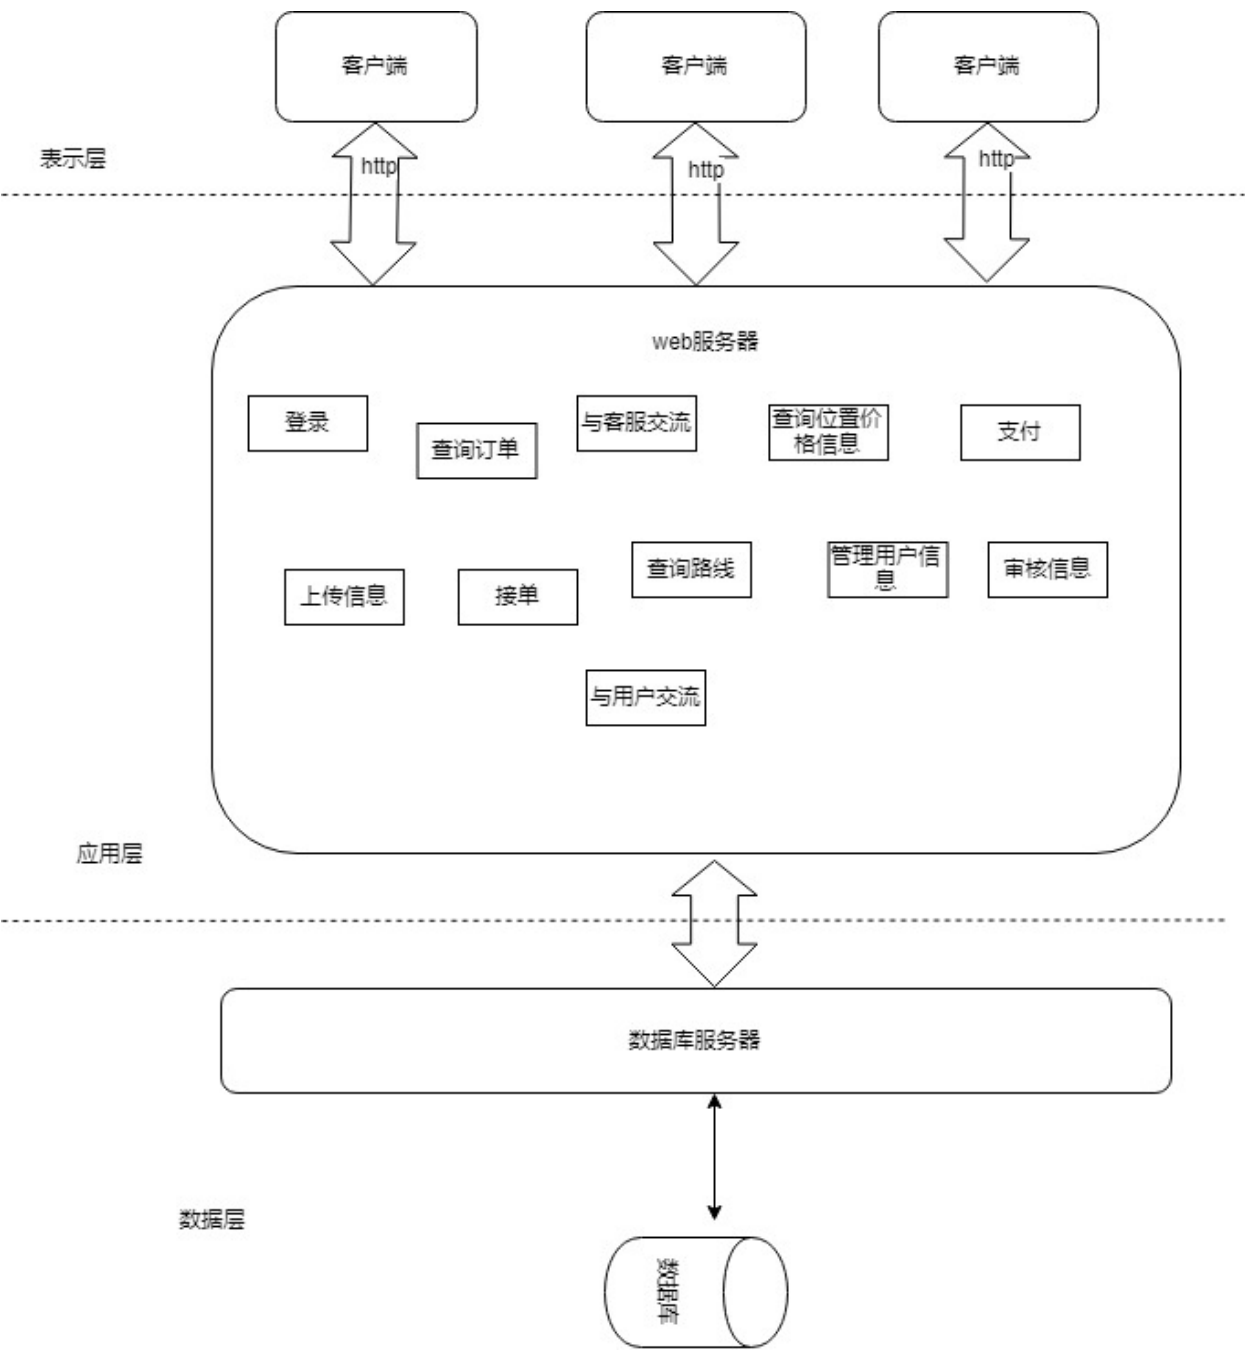 客户端
客户端
客户端
http
http
http
表示层
web服务器
登录
查询订单
与客服交流
查询位置价
格信息
支付
上传信息
接单
查询路线
管理用户信
息
审核信息
与用户交流
应用层
数据库服务器
数据层
数据库